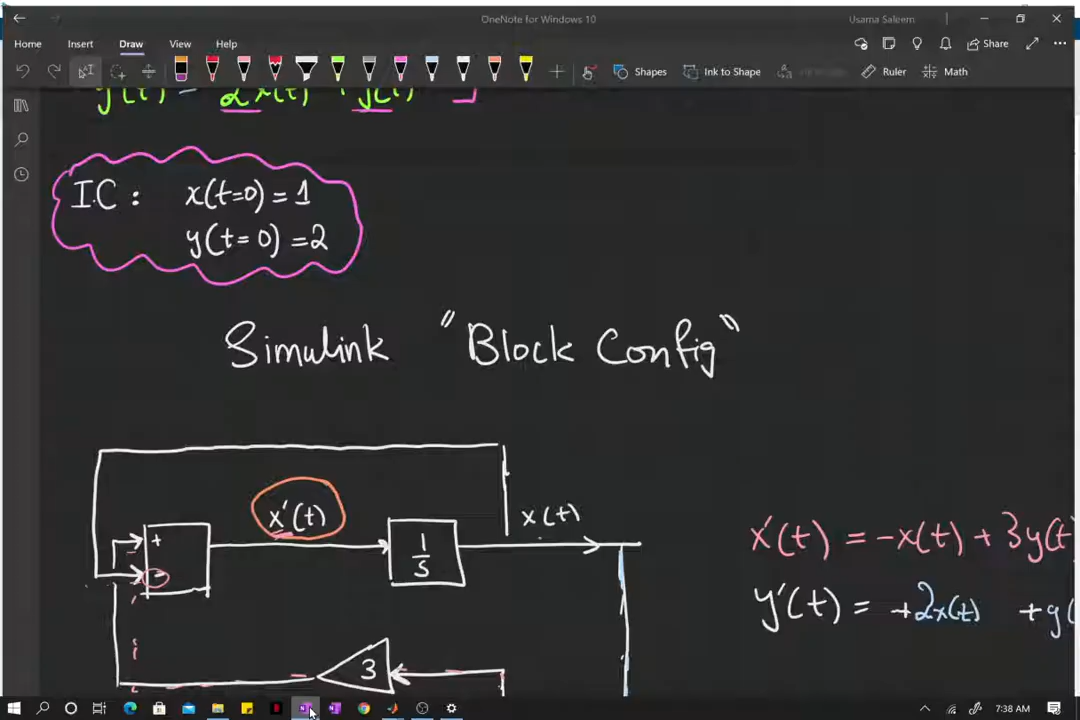 OneNote for Windows 10
Usama Saleem
Home Insert Draw View Help
Share
Shapes
Ink to Shape
Ruler
Math
y'(t) = 2x(t) + y(t)
I.C : x(t=0) = 1
y(t=0) = 2
Simulink "Block Config"
x'(t)
x(t)
+
-
1
S
x'(t) = -x(t) + 3y(t
y'(t) = +2x(t) +y(
3
7:38 AM